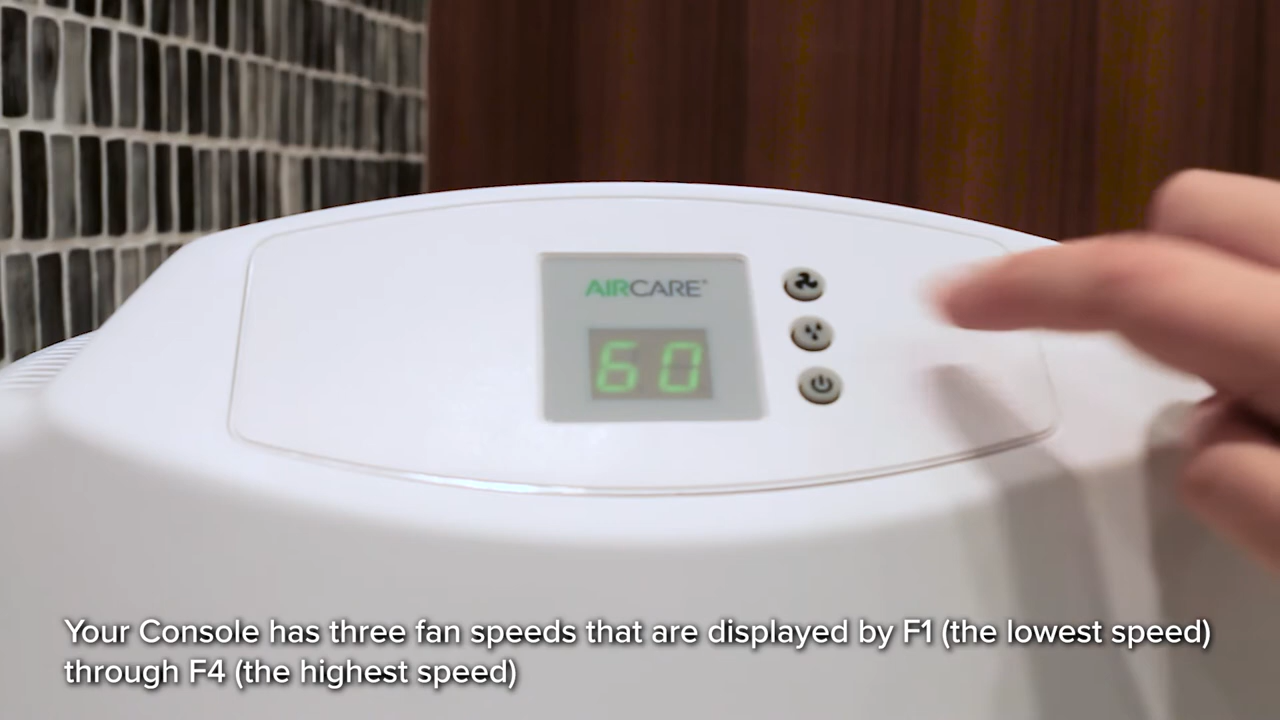 AIRCARE™
60
Your Console has three fan speeds that are displayed by F1 (the lowest speed)
through F4 (the highest speed)